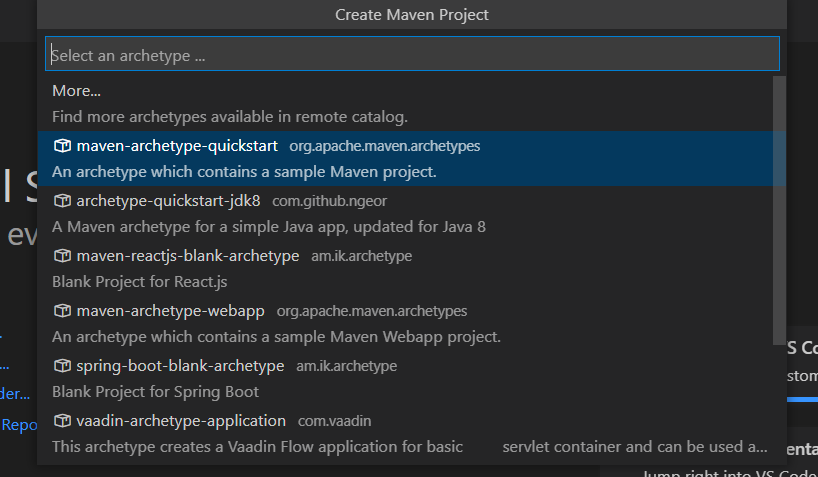 Create Maven Project
Select an archetype ...
More...
Find more archetypes available in remote catalog.
maven-archetype-quickstart org.apache.maven.archetypes
An archetype which contains a sample Maven project.
archetype-quickstart-jdk8 com.github.ngeor
A Maven archetype for a simple Java app, updated for Java 8
maven-reactjs-blank-archetype am.ik.archetype
Blank Project for React.js
maven-archetype-webapp org.apache.maven.archetypes
An archetype which contains a sample Maven Webapp project.
spring-boot-blank-archetype am.ik.archetype
Blank Project for Spring Boot
vaadin-archetype-application com.vaadin
This archetype creates a Vaadin Flow application for basic servlet container and can be used a...
l S
ev
...
der...
Repo
S Co
stom
enta
Jump right into VS Code